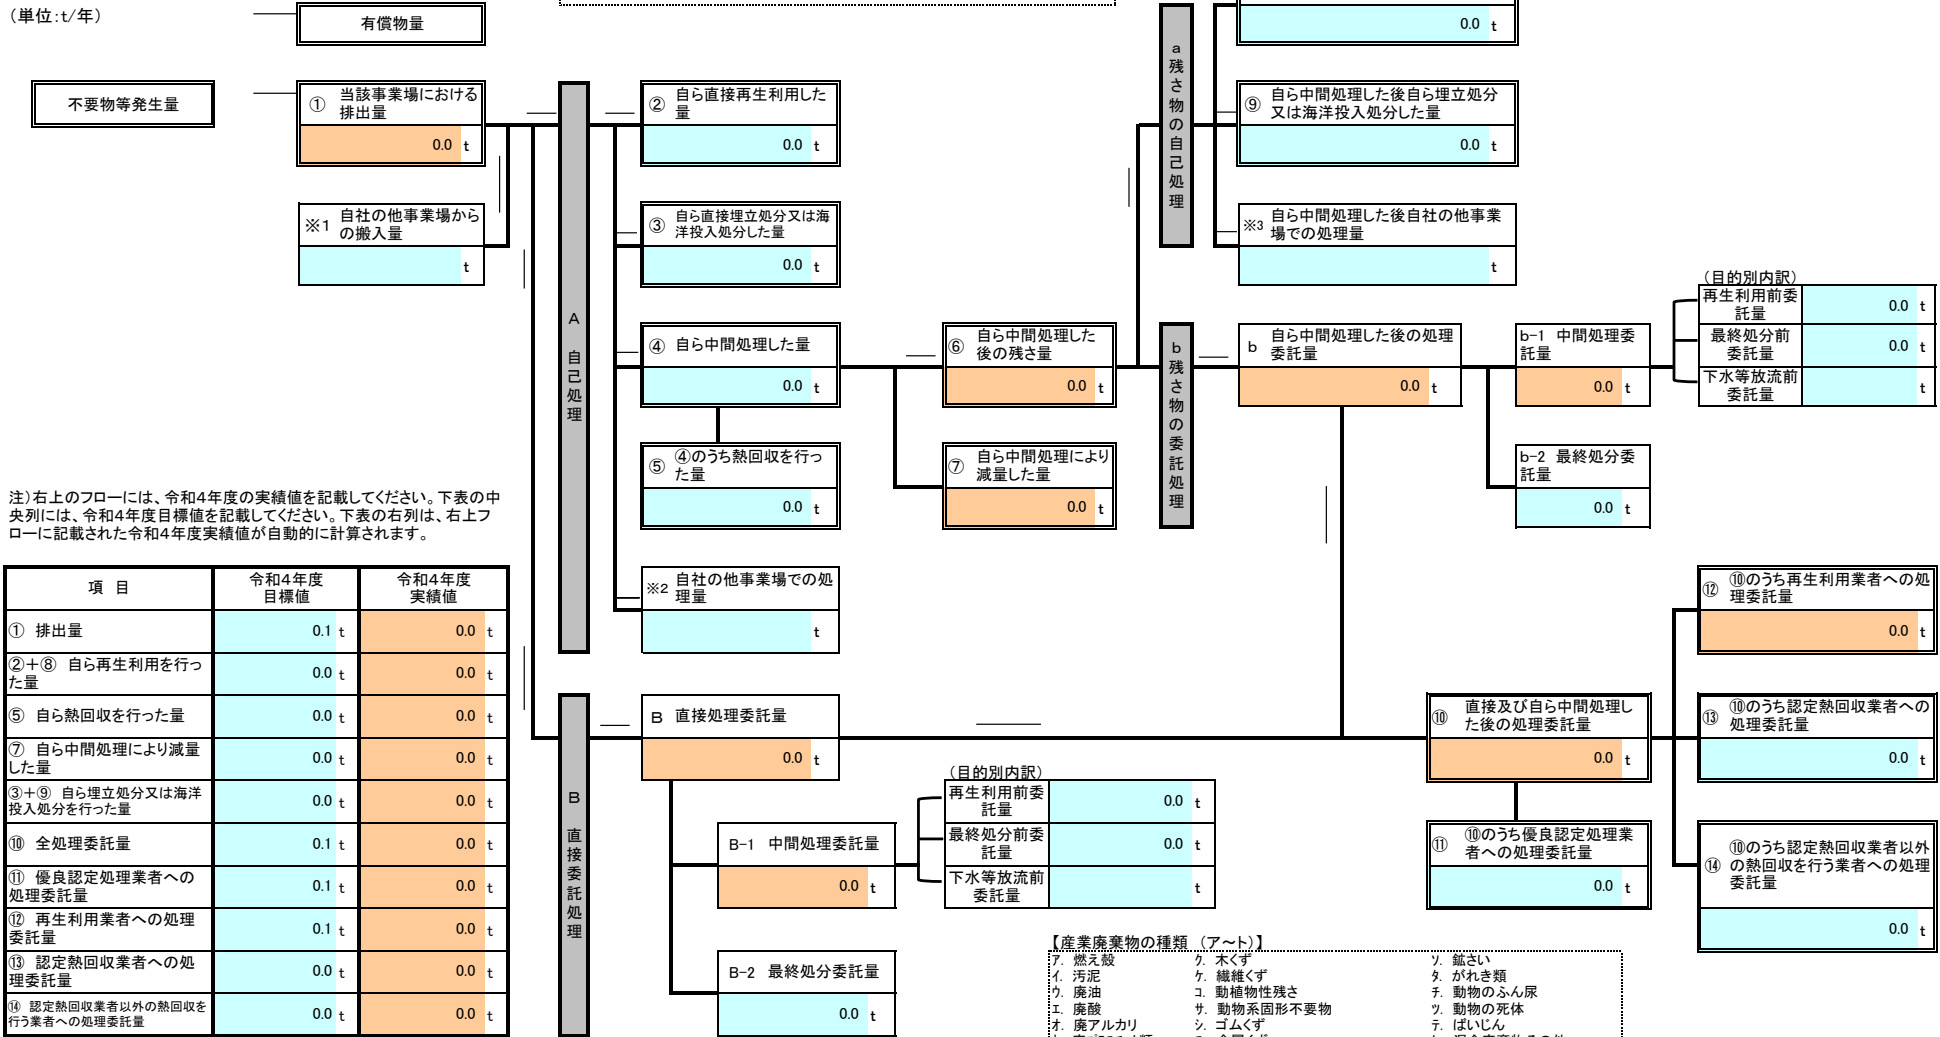 （単位：t/年）
有償物量
0.0 t
不要物等発生量
① 当該事業場における
排出量
0.0 t
② 自ら直接再生利用した
量
0.0 t
a
残さ物の自己処理
⑨ 自ら中間処理した後自ら埋立処分
又は海洋投入処分した量
0.0 t
※1 自社の他事業場から
の搬入量
t
③ 自ら直接埋立処分又は海
洋投入処分した量
0.0 t
※3 自ら中間処理した後自社の他事業
場での処理量
t
A
自己処理
④ 自ら中間処理した量
0.0 t
⑥ 自ら中間処理した
後の残さ量
0.0 t
b
残さ物の委託処理
b 自ら中間処理した後の処理
委託量
0.0 t
b-1 中間処理委
託量
0.0 t
（目的別内訳）
再生利用前委
託量
0.0 t
最終処分前
委託量
0.0 t
下水等放流前
委託量
t
⑤ ④のうち熱回収を行っ
た量
0.0 t
⑦ 自ら中間処理により
減量した量
0.0 t
b-2 最終処分委
託量
0.0 t
注）右上のフローには、令和4年度の実績値を記載してください。下表の中
央列には、令和4年度目標値を記載してください。下表の右列は、右上フ
ローに記載された令和4年度実績値が自動的に計算されます。
※2 自社の他事業場での処
理量
t
項 目
令和4年度
目標値
令和4年度
実績値
① 排出量
0.1 t
0.0 t
②＋⑧ 自ら再生利用を行っ
た量
0.0 t
0.0 t
⑤ 自ら熱回収を行った量
0.0 t
0.0 t
⑦ 自ら中間処理により減量
した量
0.0 t
0.0 t
③＋⑨ 自ら埋立処分又は海洋
投入処分を行った量
0.0 t
0.0 t
⑩ 全処理委託量
0.1 t
0.0 t
⑪ 優良認定処理業者への
処理委託量
0.1 t
0.0 t
⑫ 再生利用業者への処理
委託量
0.1 t
0.0 t
⑬ 認定熱回収業者への処
理委託量
0.0 t
0.0 t
⑭ 認定熱回収業者以外の熱回収を
行う業者への処理委託量
0.0 t
0.0 t
B
直接委託処理
B 直接処理委託量
0.0 t
B-1 中間処理委託量
0.0 t
（目的別内訳）
再生利用前委
託量
0.0 t
最終処分前委
託量
0.0 t
下水等放流前
委託量
t
B-2 最終処分委託量
0.0 t
⑩ 直接及び自ら中間処理し
た後の処理委託量
0.0 t
⑪ ⑩のうち優良認定処理業
者への処理委託量
0.0 t
⑫ ⑩のうち再生利用業者への処
理委託量
0.0 t
⑬ ⑩のうち認定熱回収業者への
処理委託量
0.0 t
⑭ ⑩のうち認定熱回収業者以外
の熱回収を行う業者への処理
委託量
0.0 t
【産業廃棄物の種類 （ア～ト）】
ア. 燃え殻 ク. 木くず ソ. 鉱さい
イ. 汚泥 ケ. 繊維くず タ. がれき類
ウ. 廃油 コ. 動植物性残さ チ. 動物のふん尿
エ. 廃酸 サ. 動物系固形不要物 ツ. 動物の死体
オ. 廃アルカリ シ. ゴムくず テ. ばいじん